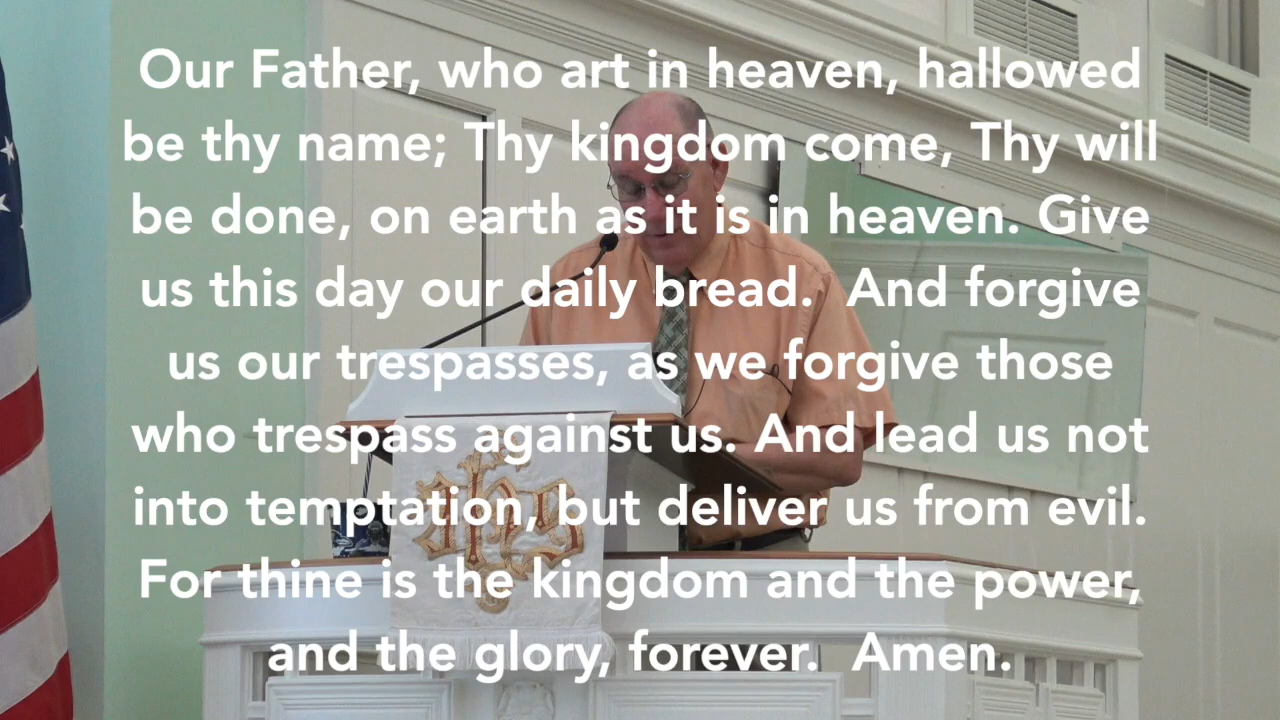 Our Father, who art in heaven, hallowed
be thy name; Thy kingdom come, Thy will
be done, on earth as it is in heaven. Give
us this day our daily bread.  And forgive
us our trespasses, as we forgive those
who trespass against us. And lead us not
into temptation, but deliver us from evil.
For thine is the kingdom and the power,
and the glory, forever.  Amen.
ihs